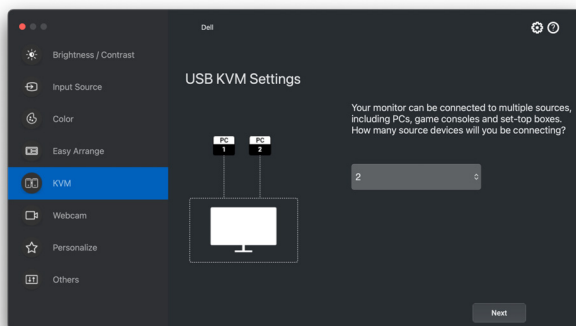 Dell
Brightness / Contrast
Input Source
Color
Easy Arrange
KVM
Webcam
Personalize
Others
USB KVM Settings
PC
1
PC
2
Your monitor can be connected to multiple sources,
including PCs, game consoles and set-top boxes.
How many source devices will you be connecting?
2
Next